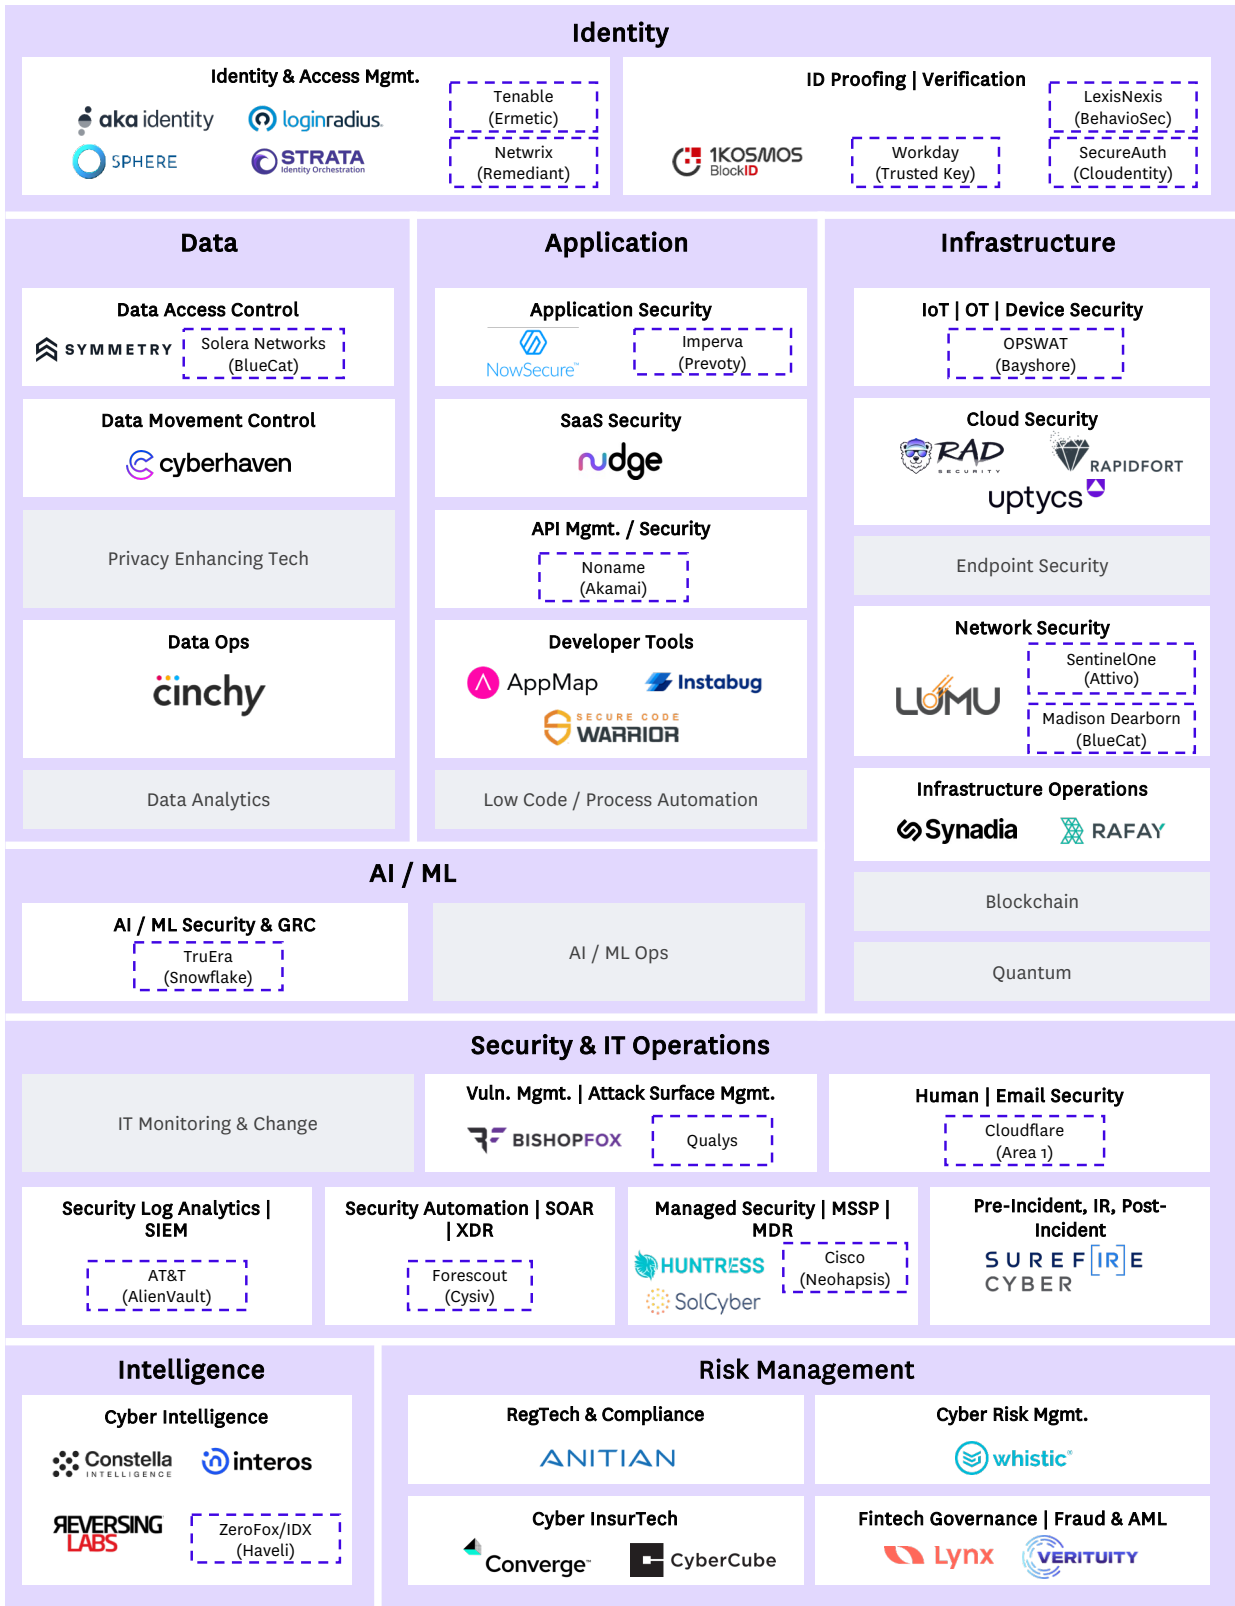 Identity
Identity & Access Mgmt.
aka identity
loginradius.
SPHERE
STRATA
Identity Orchestration
Tenable
(Ermetic)
Netwrix
(Remediant)
ID Proofing | Verification
1KOSMOS
BlockID
Workday
(Trusted Key)
LexisNexis
(BehavioSec)
SecureAuth
(Cloudentity)
Data
Data Access Control
SYMMETRY
Solera Networks
(BlueCat)
Data Movement Control
cyberhaven
Privacy Enhancing Tech
Data Ops
cinchy
Data Analytics
Application
Application Security
NowSecure™
Imperva
(Prevoty)
SaaS Security
nudge
API Mgmt. / Security
Noname
(Akamai)
Developer Tools
AppMap
Instabug
SECURE CODE
WARRIOR
Low Code / Process Automation
Infrastructure
IoT | OT | Device Security
OPSWAT
(Bayshore)
Cloud Security
RAD
SECURITY
RAPIDFORT
uptycs
Endpoint Security
Network Security
LUMU
SentinelOne
(Attivo)
Madison Dearborn
(BlueCat)
Infrastructure Operations
Synadia
RAFAY
Blockchain
Quantum
AI / ML
AI / ML Security & GRC
TruEra
(Snowflake)
AI / ML Ops
Security & IT Operations
IT Monitoring & Change
Vuln. Mgmt. | Attack Surface Mgmt.
BISHOPFOX
Qualys
Human | Email Security
Cloudflare
(Area 1)
Security Log Analytics |
SIEM
AT&T
(AlienVault)
Security Automation | SOAR
| XDR
Forescout
(Cysiv)
Managed Security | MSSP |
MDR
HUNTRESS
SolCyber
Cisco
(Neohapsis)
Pre-Incident, IR, Post-
Incident
SUREF[IR]E
CYBER
Intelligence
Cyber Intelligence
Constella
INTELLIGENCE
interos
REVERSING
LABS
ZeroFox/IDX
(Haveli)
Risk Management
RegTech & Compliance
ANITIAN
Cyber Risk Mgmt.
whistic®
Cyber InsurTech
Converge™
CyberCube
Fintech Governance | Fraud & AML
Lynx
VERITUITY